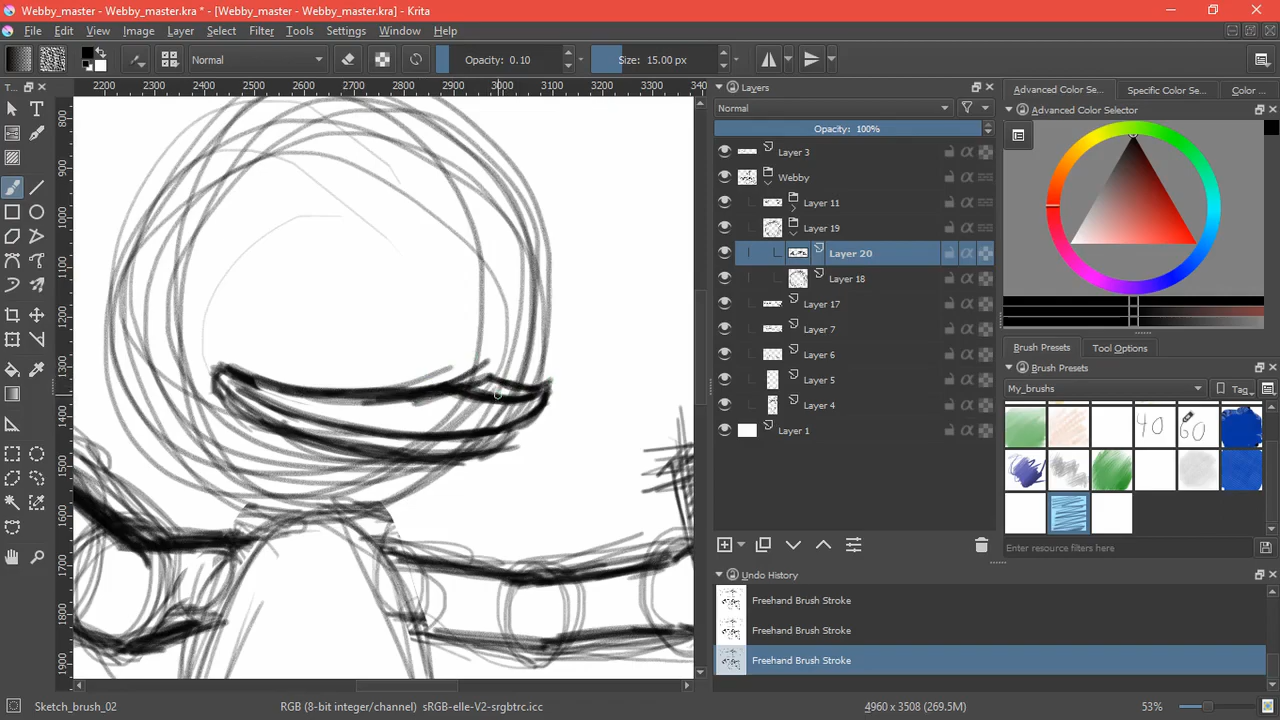 Webby_master - Webby_master.kra * - [Webby_master - Webby_master.kra] - Krita
File Edit View Image Layer Select Filter Tools Settings Window Help
Normal
Opacity: 0.10
Size: 15.00 px
T...
2200 2300 2400 2500 2600 2700 2800 2900 3000 3100 3200 3300 340
800
900
1000
1100
1200
1300
1400
1500
1600
1700
1800
1900
Layers
Normal
Opacity: 100%
Layer 3
Webby
Layer 11
Layer 19
Layer 20
Layer 18
Layer 17
Layer 7
Layer 6
Layer 5
Layer 4
Layer 1
Undo History
Freehand Brush Stroke
Freehand Brush Stroke
Freehand Brush Stroke
Advanced Color Se... Specific Color Se... Color ...
Advanced Color Selector
Brush Presets Tool Options
Brush Presets
My_brushs
Tag
40 60
Enter resource filters here
Sketch_brush_02
RGB (8-bit integer/channel) sRGB-elle-V2-srgbtrc.icc
4960 x 3508 (269.5M)
53%